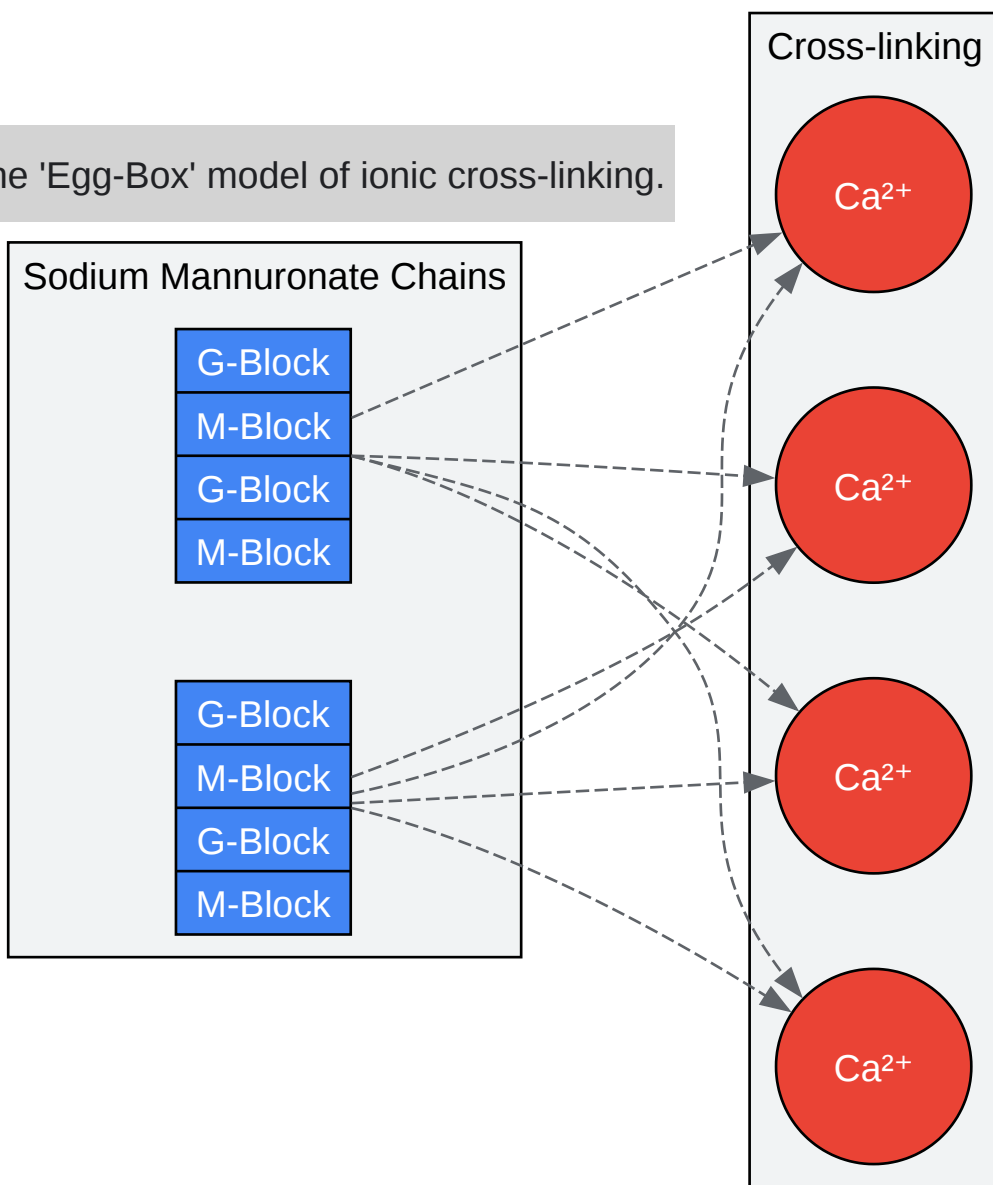 Cross-linking
Ca²⁺
'Egg-Box' model of ionic cross-linking.
Sodium Mannuronate Chains
G-Block
M-Block
G-Block
M-Block
Ca²⁺
G-Block
M-Block
G-Block
M-Block
Ca²⁺
Ca²⁺